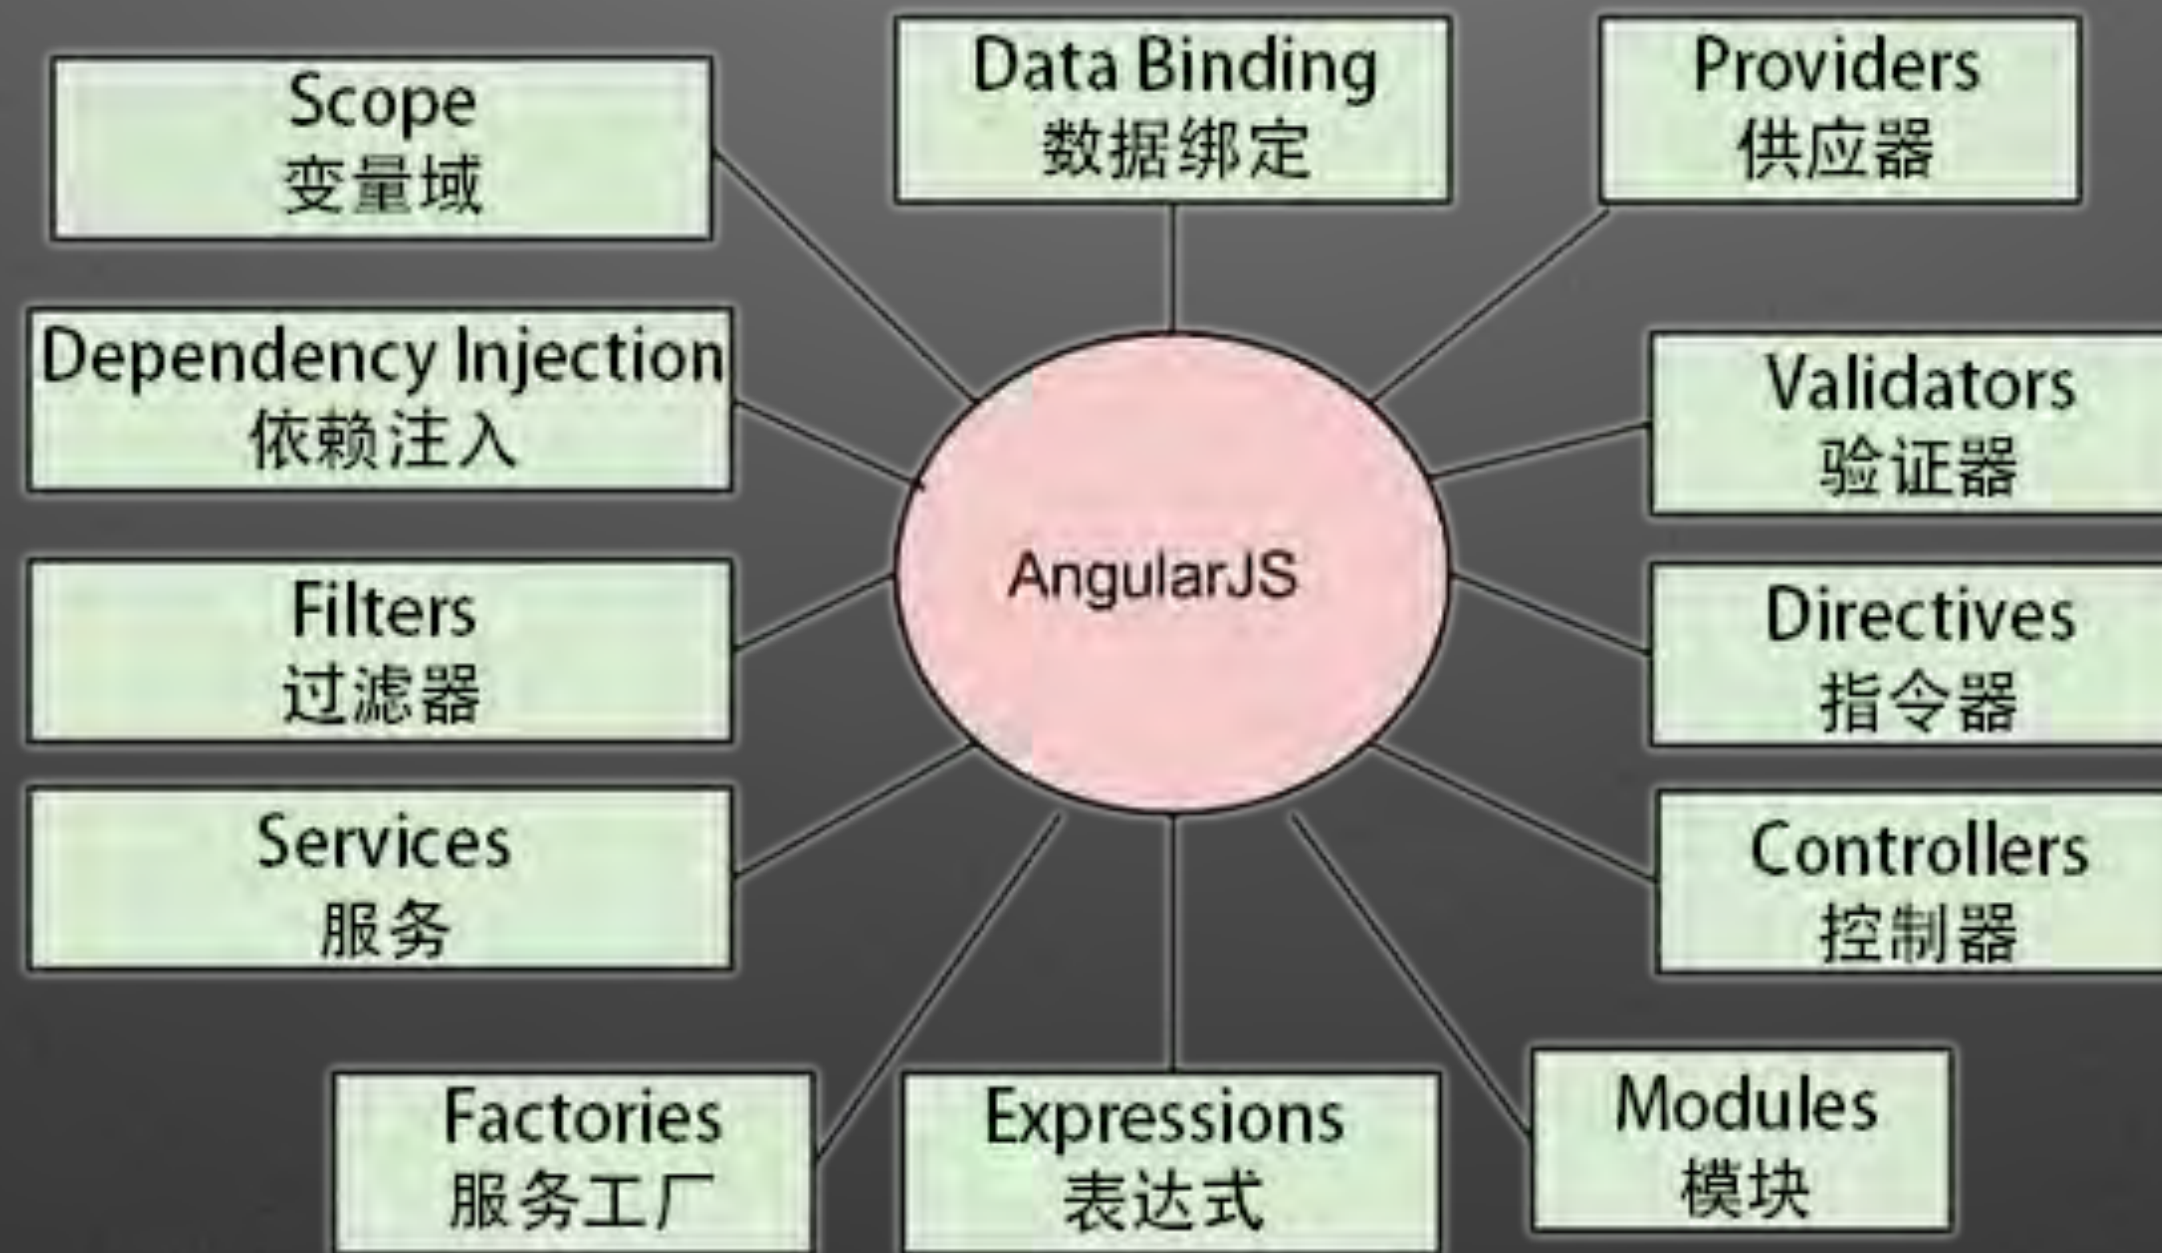 Scope
变量域
Data Binding
数据绑定
Providers
供应器
Dependency Injection
依赖注入
Validators
验证器
AngularJS
Filters
过滤器
Directives
指令器
Services
服务
Controllers
控制器
Factories
服务工厂
Expressions
表达式
Modules
模块